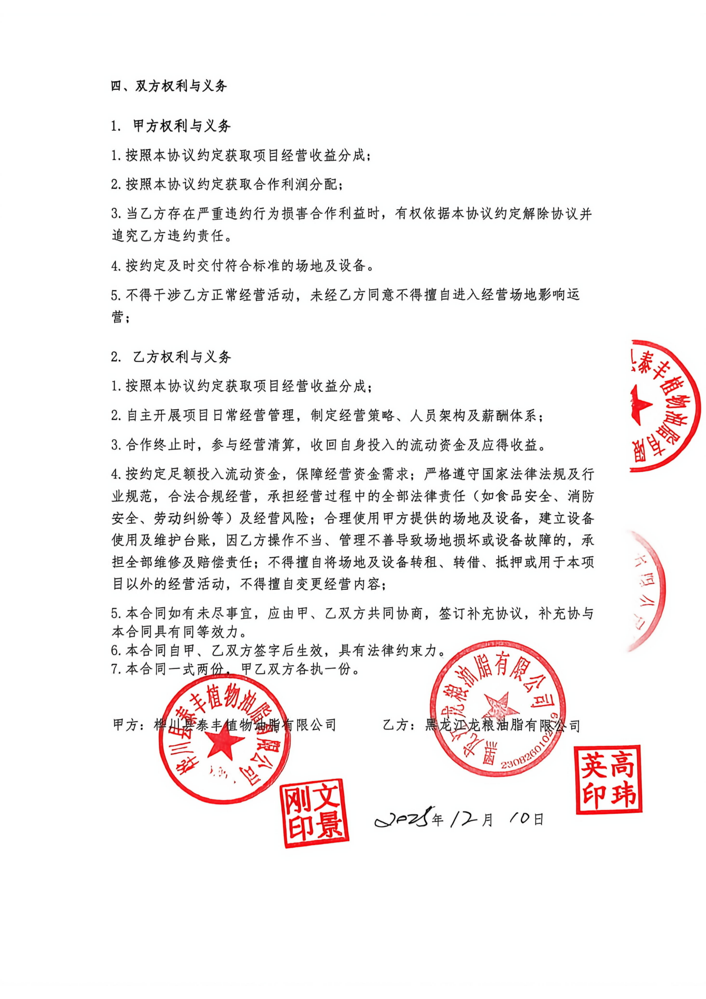 四、双方权利与义务
1. 甲方权利与义务
1.按照本协议约定获取项目经营收益分成；
2.按照本协议约定获取合作利润分配；
3.当乙方存在严重违约行为损害合作利益时，有权依据本协议约定解除协议并
追究乙方违约责任。
4.按约定及时交付符合标准的场地及设备。
5.不得干涉乙方正常经营活动，未经乙方同意不得擅自进入经营场地影响运
营；
2. 乙方权利与义务
1.按照本协议约定获取项目经营收益分成；
2.自主开展项目日常经营管理，制定经营策略、人员架构及薪酬体系；
3.合作终止时，参与经营清算，收回自身投入的流动资金及应得收益。
4.按约定足额投入流动资金，保障经营资金需求；严格遵守国家法律法规及行
业规范，合法合规经营，承担经营过程中的全部法律责任（如食品安全、消防
安全、劳动纠纷等）及经营风险；合理使用甲方提供的场地及设备，建立设备
使用及维护台账，因乙方操作不当、管理不善导致场地损坏或设备故障的，承
担全部维修及赔偿责任；不得擅自将场地及设备转租、转借、抵押或用于本项
目以外的经营活动，不得擅自变更经营内容；
5.本合同如有未尽事宜，应由甲、乙双方共同协商，签订补充协议，补充协与
本合同具有同等效力。
6.本合同自甲、乙双方签字后生效，具有法律约束力。
7.本合同一式两份，甲乙双方各执一份。
甲方：桦川县泰丰植物油脂有限公司 乙方：黑龙江龙粮油脂有限公司
桦川县泰丰植物油脂有限公司
黑龙江龙粮油脂有限公司
文景刚印
高玮英印
2025年12月10日
泰丰植物油脂有限
限公司